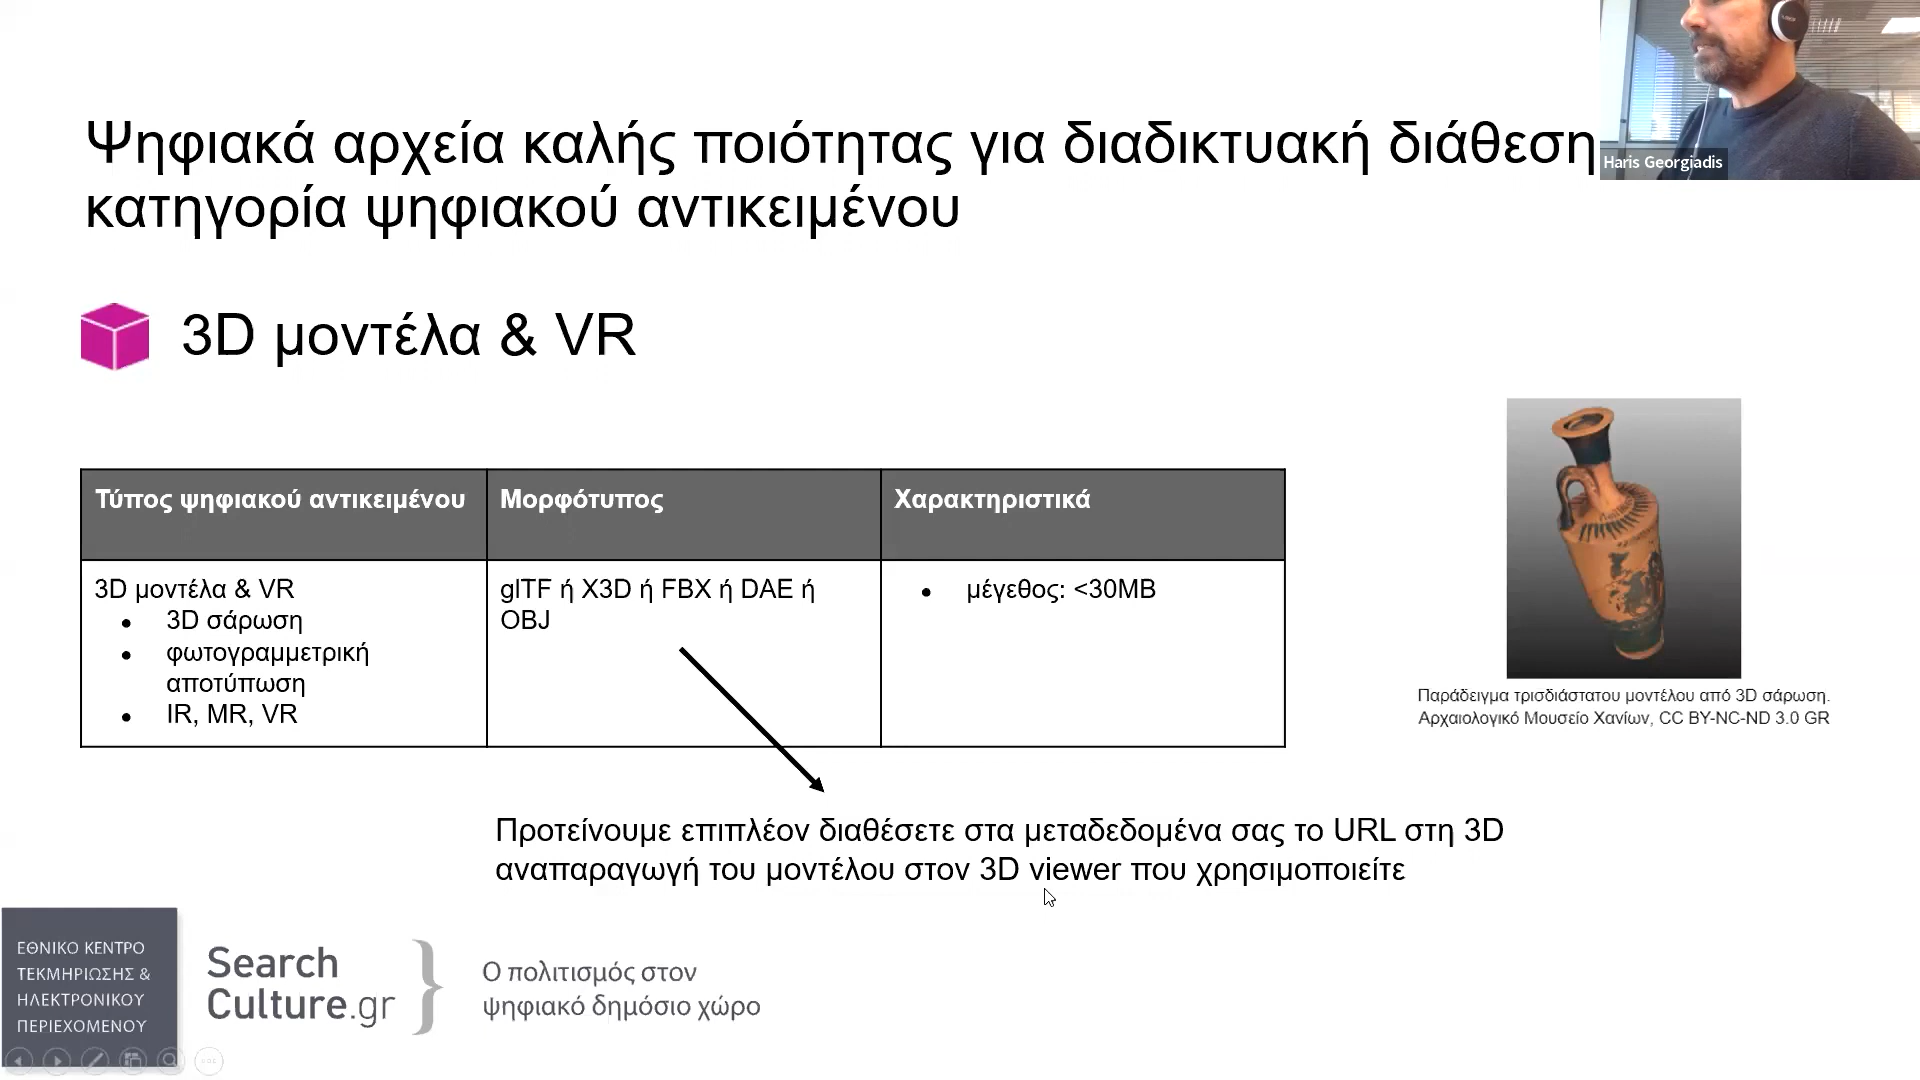 Ψηφιακά αρχεία καλής ποιότητας για διαδικτυακή διάθεση
κατηγορία ψηφιακού αντικειμένου
Haris Georgiadis
3D μοντέλα & VR
Τύπος ψηφιακού αντικειμένου
Μορφότυπος
Χαρακτηριστικά
3D μοντέλα & VR
• 3D σάρωση
• φωτογραμμετρική
αποτύπωση
• IR, MR, VR
glTF ή X3D ή FBX ή DAE ή
OBJ
• μέγεθος: <30MB
Παράδειγμα τρισδιάστατου μοντέλου από 3D σάρωση.
Αρχαιολογικό Μουσείο Χανίων, CC BY-NC-ND 3.0 GR
Προτείνουμε επιπλέον διαθέσετε στα μεταδεδομένα σας το URL στη 3D
αναπαραγωγή του μοντέλου στον 3D viewer που χρησιμοποιείτε
ΕΘΝΙΚΟ ΚΕΝΤΡΟ
ΤΕΚΜΗΡΙΩΣΗΣ &
ΗΛΕΚΤΡΟΝΙΚΟΥ
ΠΕΡΙΕΧΟΜΕΝΟΥ
Search
Culture.gr
Ο πολιτισμός στον
ψηφιακό δημόσιο χώρο